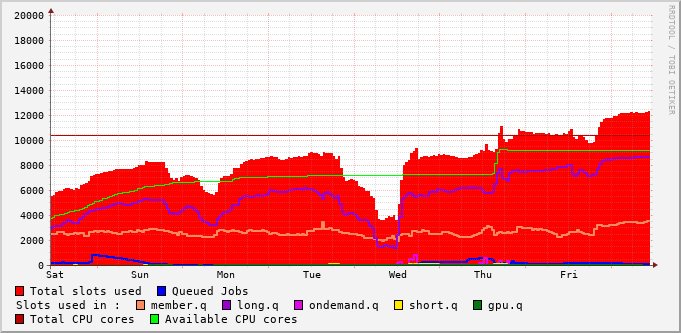 RRDTOOL / TOBI OETIKER
20000
18000
16000
14000
12000
10000
8000
6000
4000
2000
0
Sat Sun Mon Tue Wed Thu Fri
Total slots used Queued Jobs
Slots used in : member.q long.q ondemand.q short.q gpu.q
Total CPU cores Available CPU cores